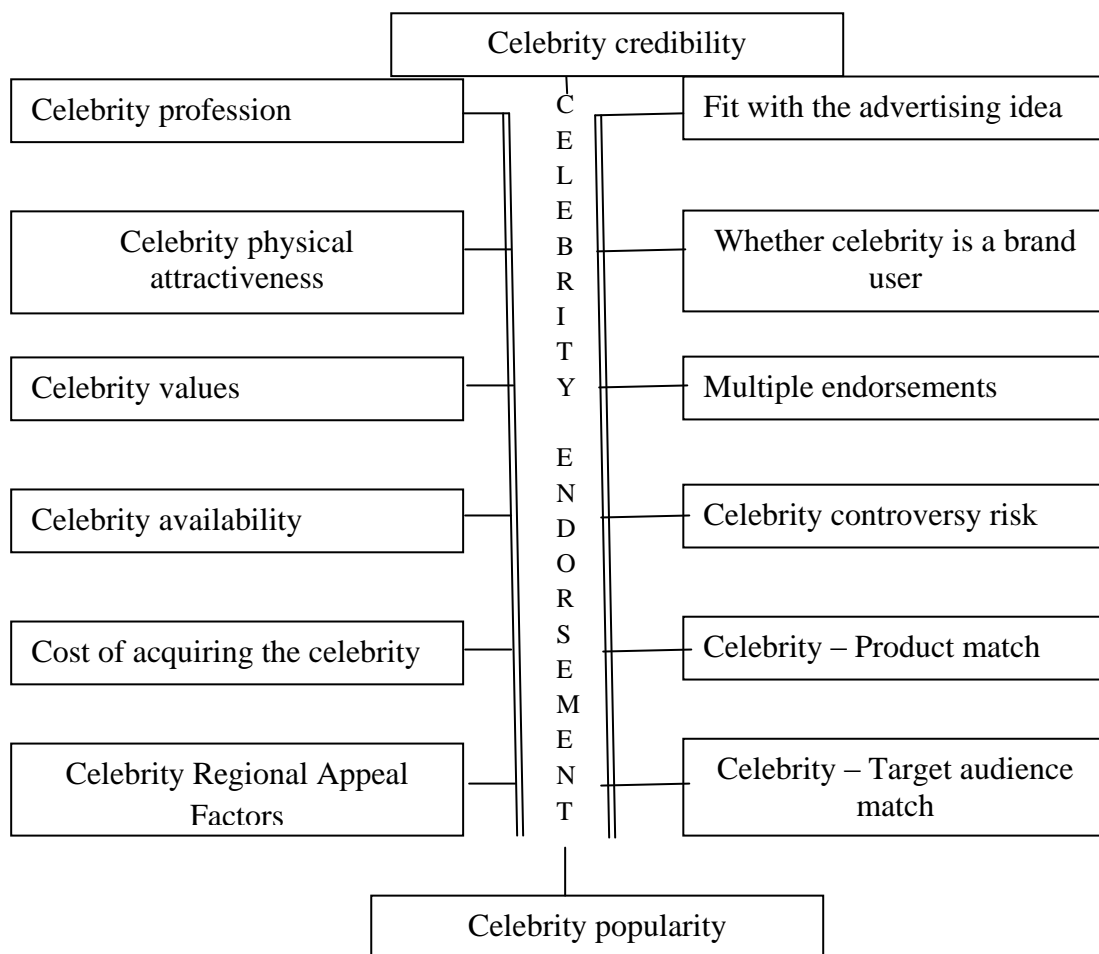 Celebrity credibility
Celebrity profession
Celebrity physical
attractiveness
Celebrity values
Celebrity availability
Cost of acquiring the celebrity
Celebrity Regional Appeal
Factors
C
E
L
E
B
R
I
T
Y
E
N
D
O
R
S
E
M
E
N
T
Fit with the advertising idea
Whether celebrity is a brand
user
Multiple endorsements
Celebrity controversy risk
Celebrity – Product match
Celebrity – Target audience
match
Celebrity popularity